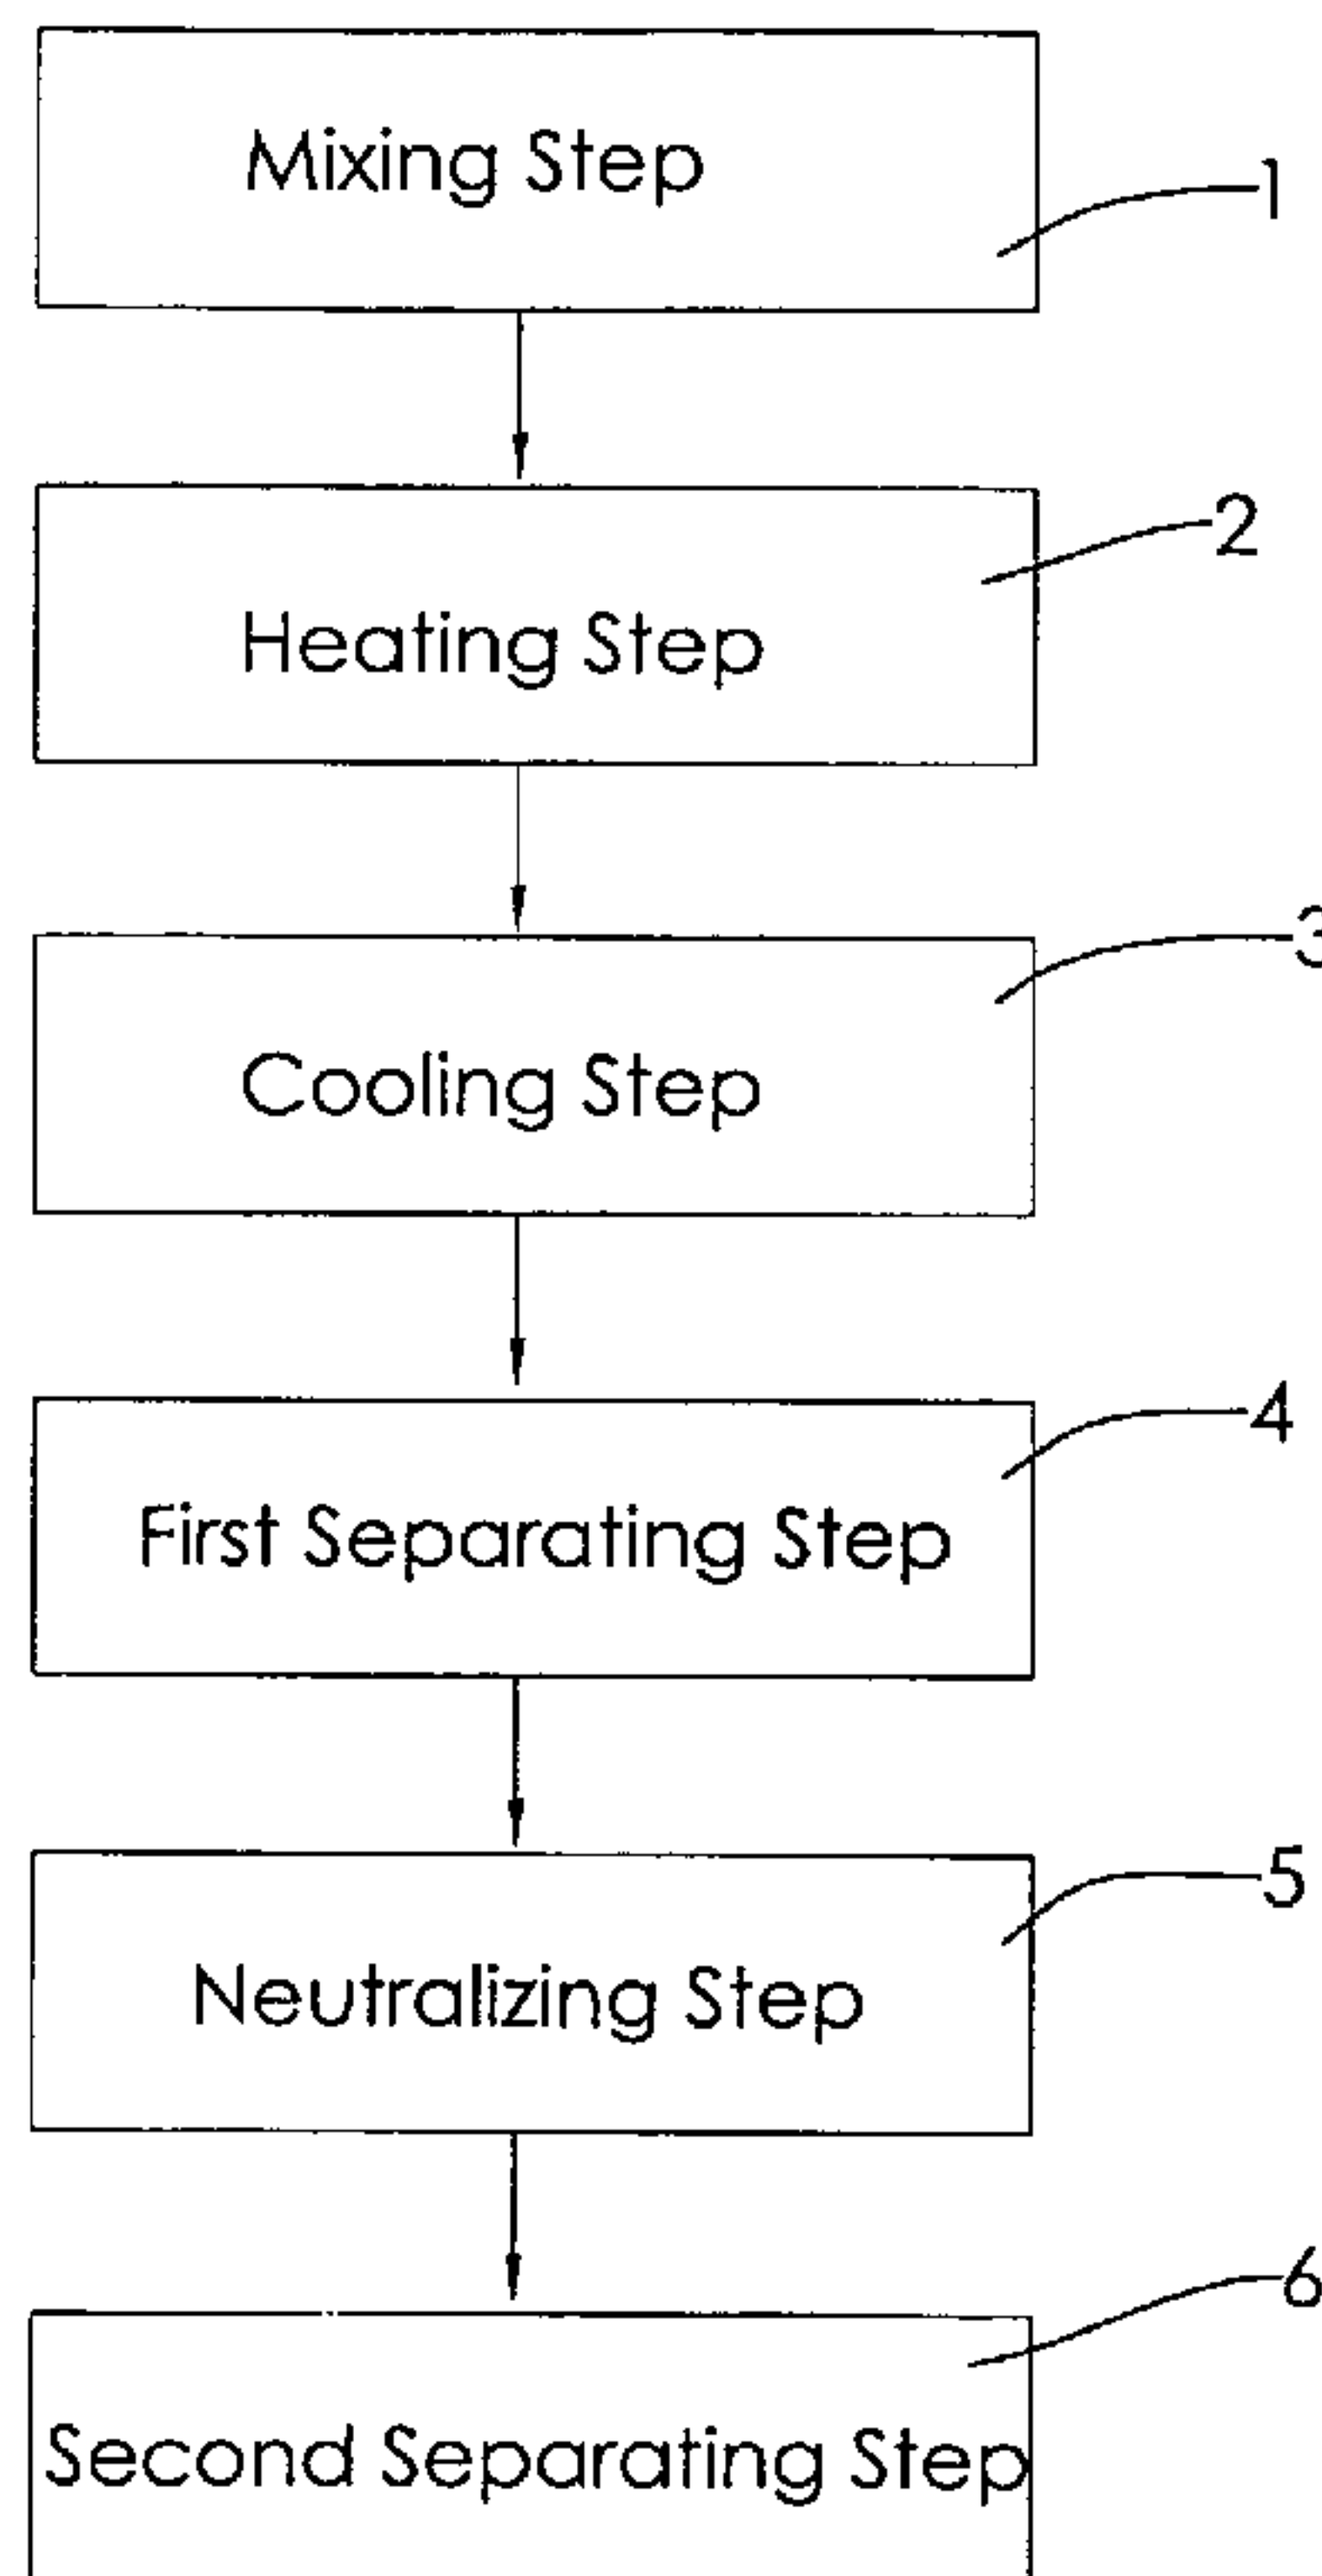 Mixing Step
1
2
Heating Step
3
Cooling Step
4
First Separating Step
5
Neutralizing Step
6
Second Separating Step